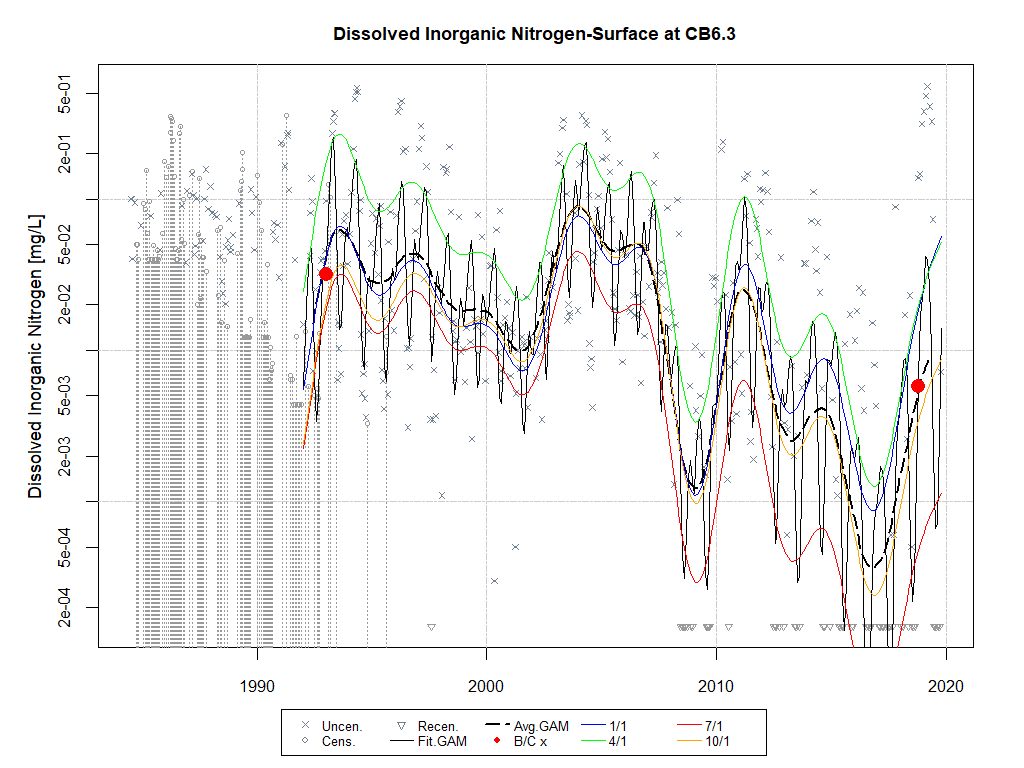 Dissolved Inorganic Nitrogen-Surface at CB6.3
Dissolved Inorganic Nitrogen [mg/L]
5e-01
2e-01
5e-02
2e-02
5e-03
2e-03
5e-04
2e-04
1990 2000 2010 2020
Uncen. Recen. Avg.GAM 1/1 7/1
Cens. Fit.GAM B/C x 4/1 10/1